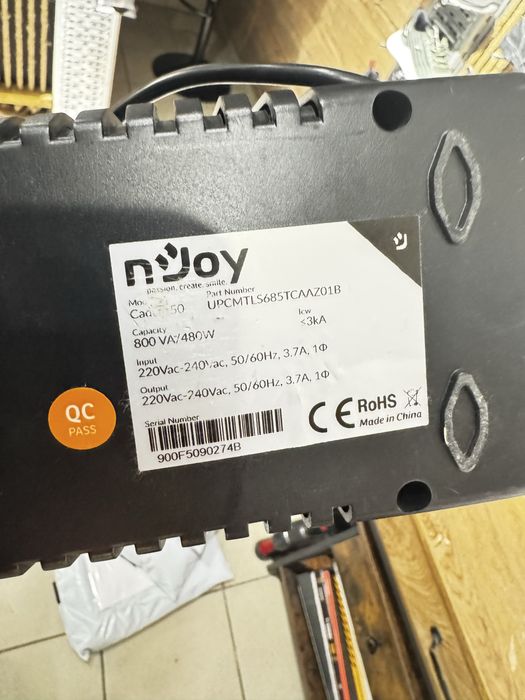 nJoy
passion. create. smile.
Part Number
UPCMTLS685TCAAZ01B
Capacity
800 VA/480W
Icw
<3kA
Input
220Vac-240Vac, 50/60Hz, 3.7A, 1Φ
Output
220Vac-240Vac, 50/60Hz, 3.7A, 1Φ
Serial Number
900F5090274B
CE RoHS
Made in China
QC
PASS